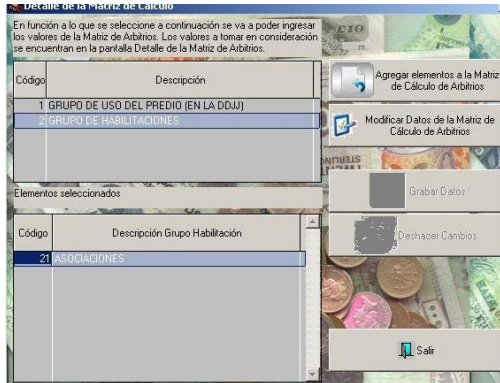 Detalle de la Matriz de Cálculo
En función a lo que se seleccione a continuación se va a poder ingresar
los valores de la Matriz de Arbitrios. Los valores a tomar en consideración
se encuentran en la pantalla Detalle de la Matriz de Arbitrios.
Código Descripción
1 GRUPO DE USO DEL PREDIO (EN LA DDJJ)
2 GRUPO DE HABILITACIONES
Agregar elementos a la Matriz
de Cálculo de Arbitrios
Modificar Datos de la Matriz de
Cálculo de Arbitrios
Grabar Datos
Deshacer Cambios
Elementos seleccionados
Código Descripción Grupo Habilitación
21 ASOCIACIONES
Salir
£10